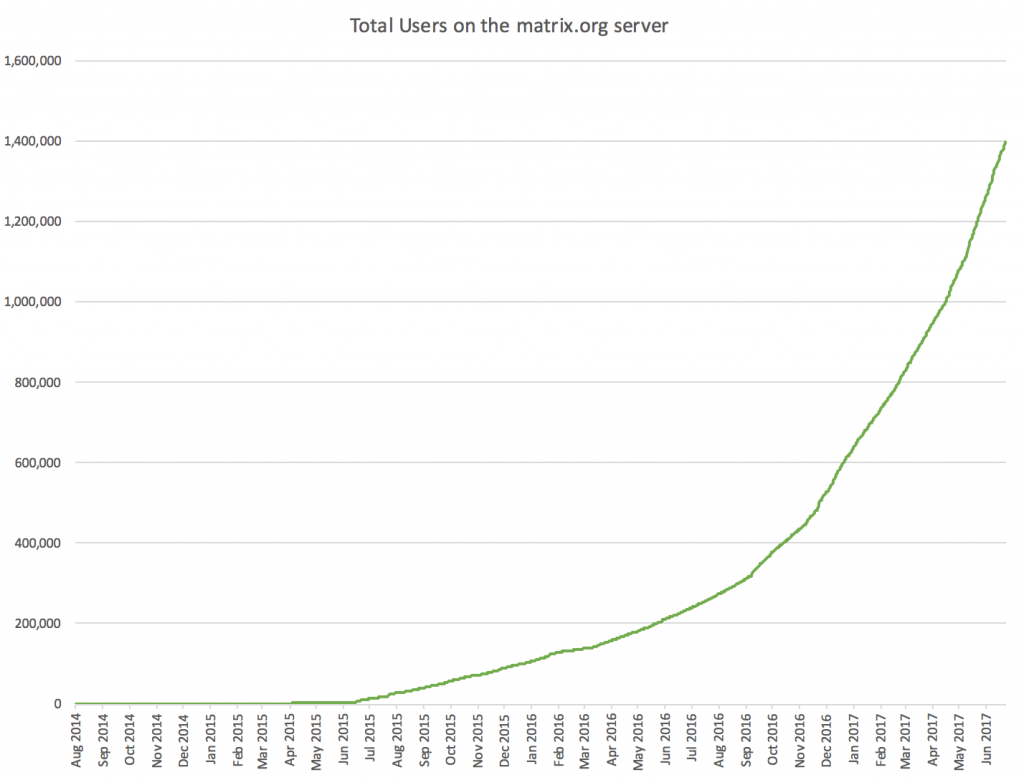 Total Users on the matrix.org server
1,600,000
1,400,000
1,200,000
1,000,000
800,000
600,000
400,000
200,000
0
Aug 2014
Sep 2014
Oct 2014
Nov 2014
Dec 2014
Jan 2015
Feb 2015
Mar 2015
Apr 2015
May 2015
Jun 2015
Jul 2015
Aug 2015
Sep 2015
Oct 2015
Nov 2015
Dec 2015
Jan 2016
Feb 2016
Mar 2016
Apr 2016
May 2016
Jun 2016
Jul 2016
Aug 2016
Sep 2016
Oct 2016
Nov 2016
Dec 2016
Jan 2017
Feb 2017
Mar 2017
Apr 2017
May 2017
Jun 2017